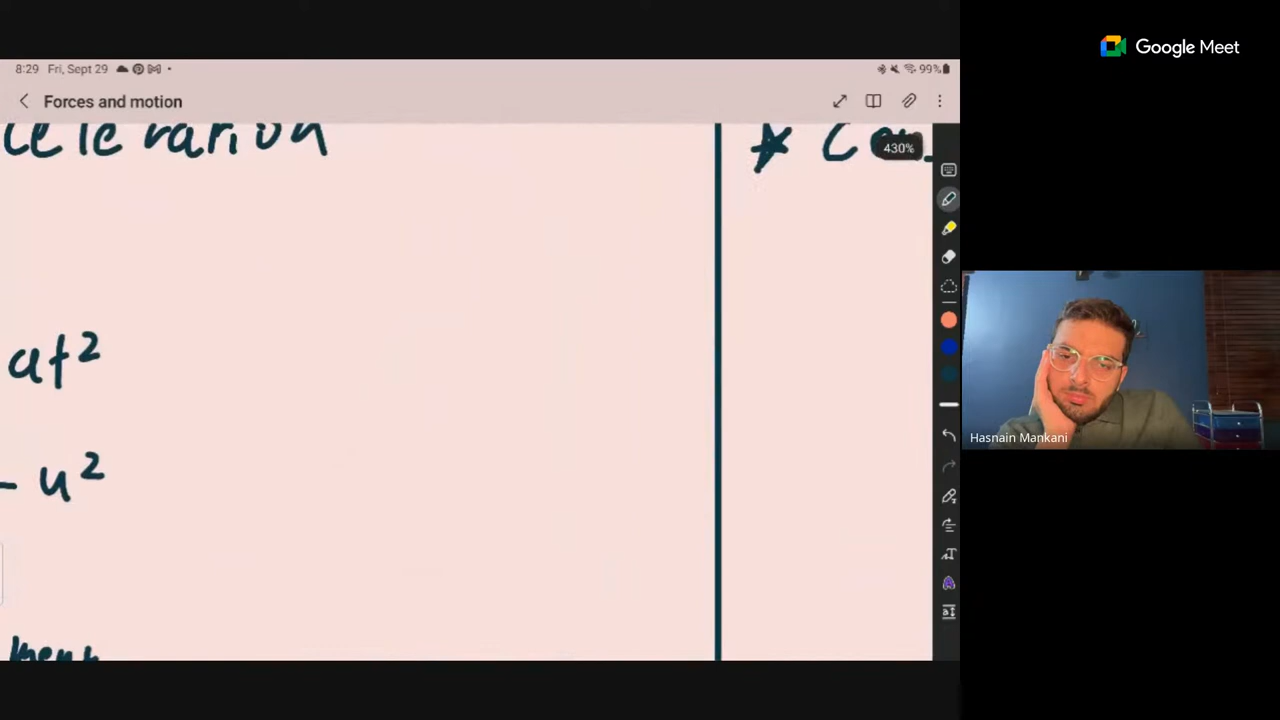 Google Meet
8:29 Fri, Sept 29 99%
Forces and motion
celeration
430%
at²
- u²
Hasnain Mankani